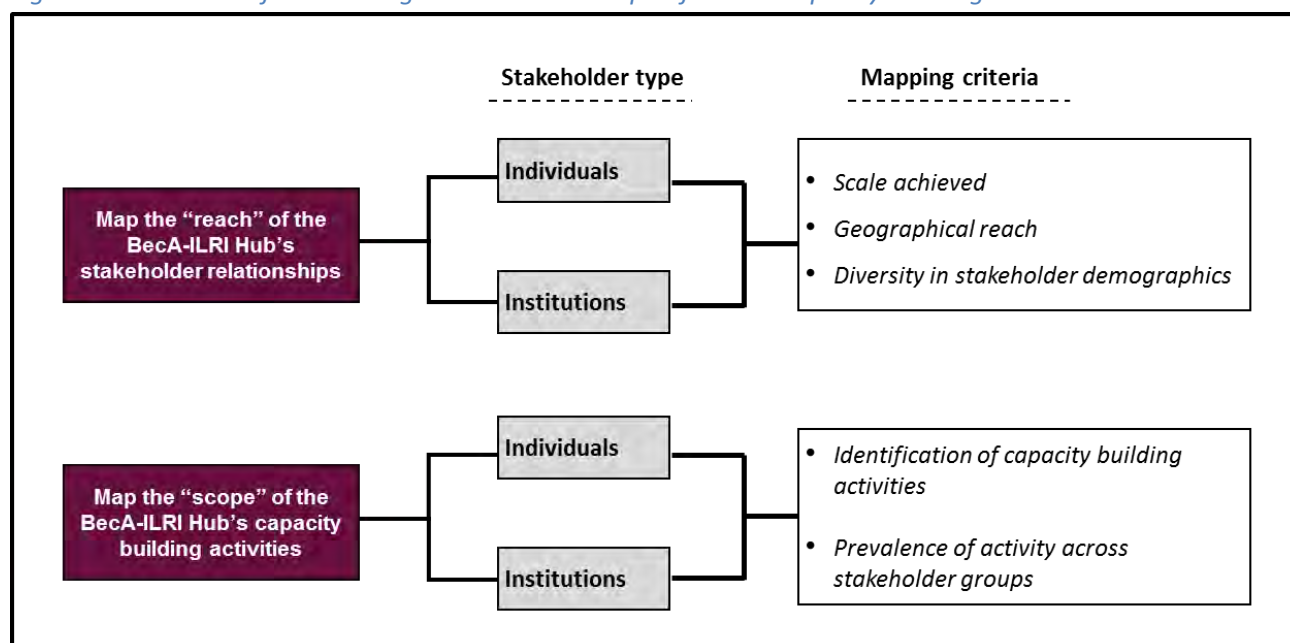 Stakeholder type
Mapping criteria
Individuals
Map the “reach” of the
BecA-ILRI Hub’s
stakeholder relationships
Institutions
• Scale achieved
• Geographical reach
• Diversity in stakeholder demographics
Individuals
Map the “scope” of the
BecA-ILRI Hub’s capacity
building activities
Institutions
• Identification of capacity building
activities
• Prevalence of activity across
stakeholder groups